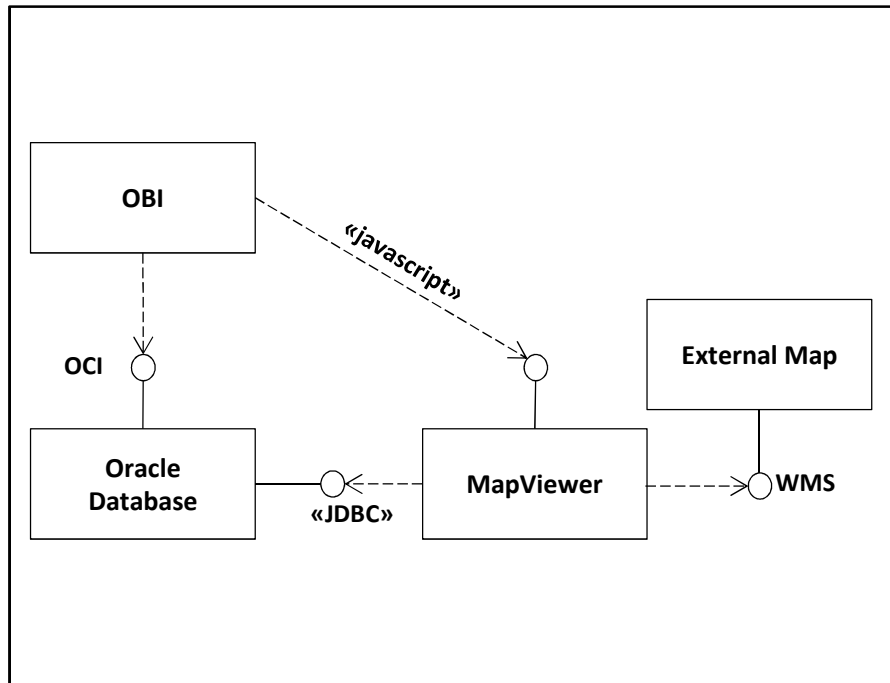 OBI
«javascript»
External Map
OCI
Oracle
Database
MapViewer
WMS
«JDBC»